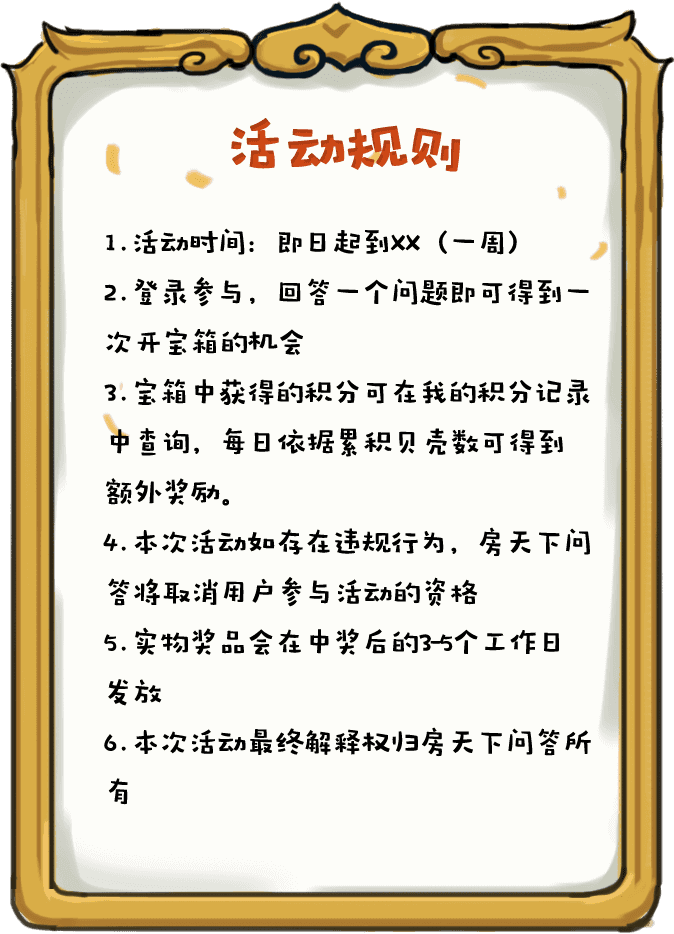 活动规则
1.活动时间：即日起到XX（一周）
2.登录参与，回答一个问题即可得到一
次开宝箱的机会
3.宝箱中获得的积分可在我的积分记录
中查询，每日依据累积贝壳数可得到
额外奖励。
4.本次活动如存在违规行为，房天下问
答将取消用户参与活动的资格
5.实物奖品会在中奖后的3-5个工作日
发放
6.本次活动最终解释权归房天下问答所
有